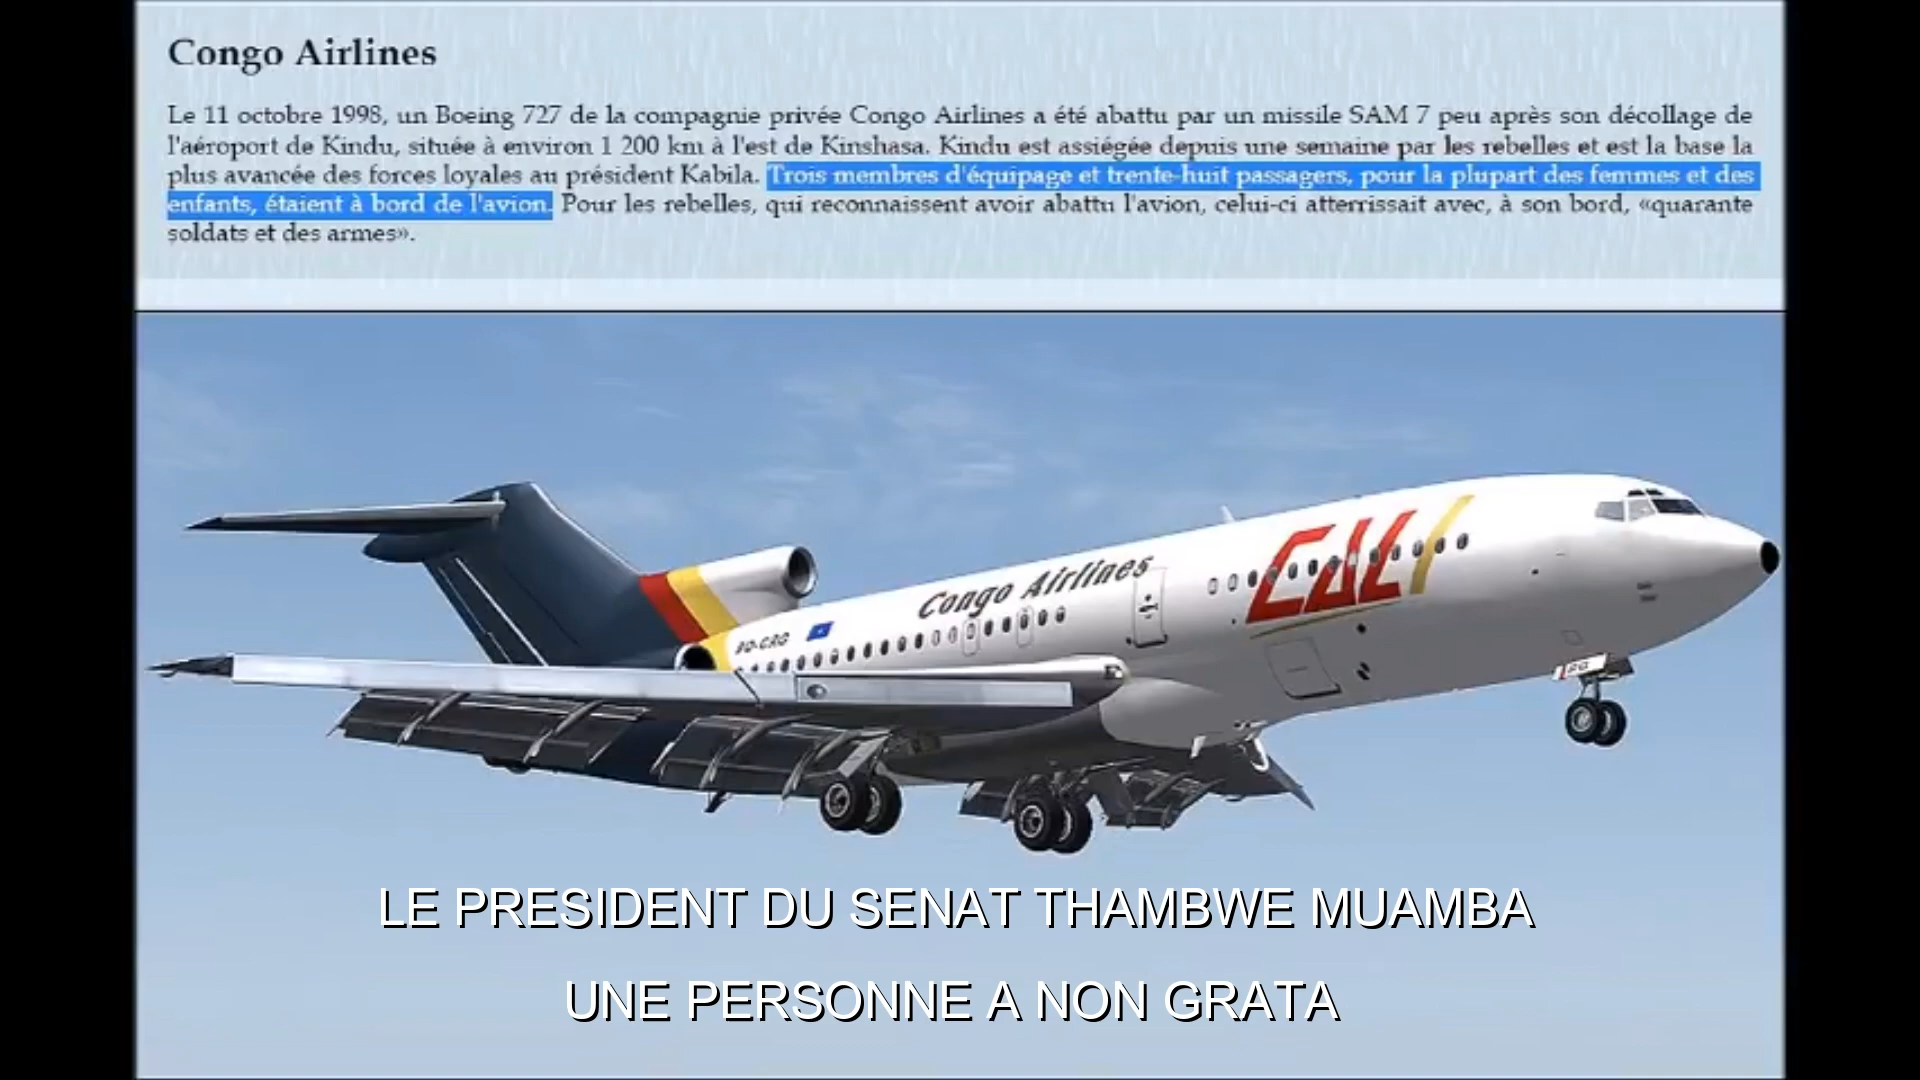 Congo Airlines
Le 11 octobre 1998, un Boeing 727 de la compagnie privée Congo Airlines a été abattu par un missile SAM 7 peu après son décollage de
l'aéroport de Kindu, située à environ 1 200 km à l'est de Kinshasa. Kindu est assiégée depuis une semaine par les rebelles et est la base la
plus avancée des forces loyales au président Kabila. Trois membres d'équipage et trente-huit passagers, pour la plupart des femmes et des
enfants, étaient à bord de l'avion. Pour les rebelles, qui reconnaissent avoir abattu l'avion, celui-ci atterrissait avec, à son bord, «quarante
soldats et des armes».
Congo Airlines
CAL
LE PRESIDENT DU SENAT THAMBWE MUAMBA
UNE PERSONNE A NON GRATA